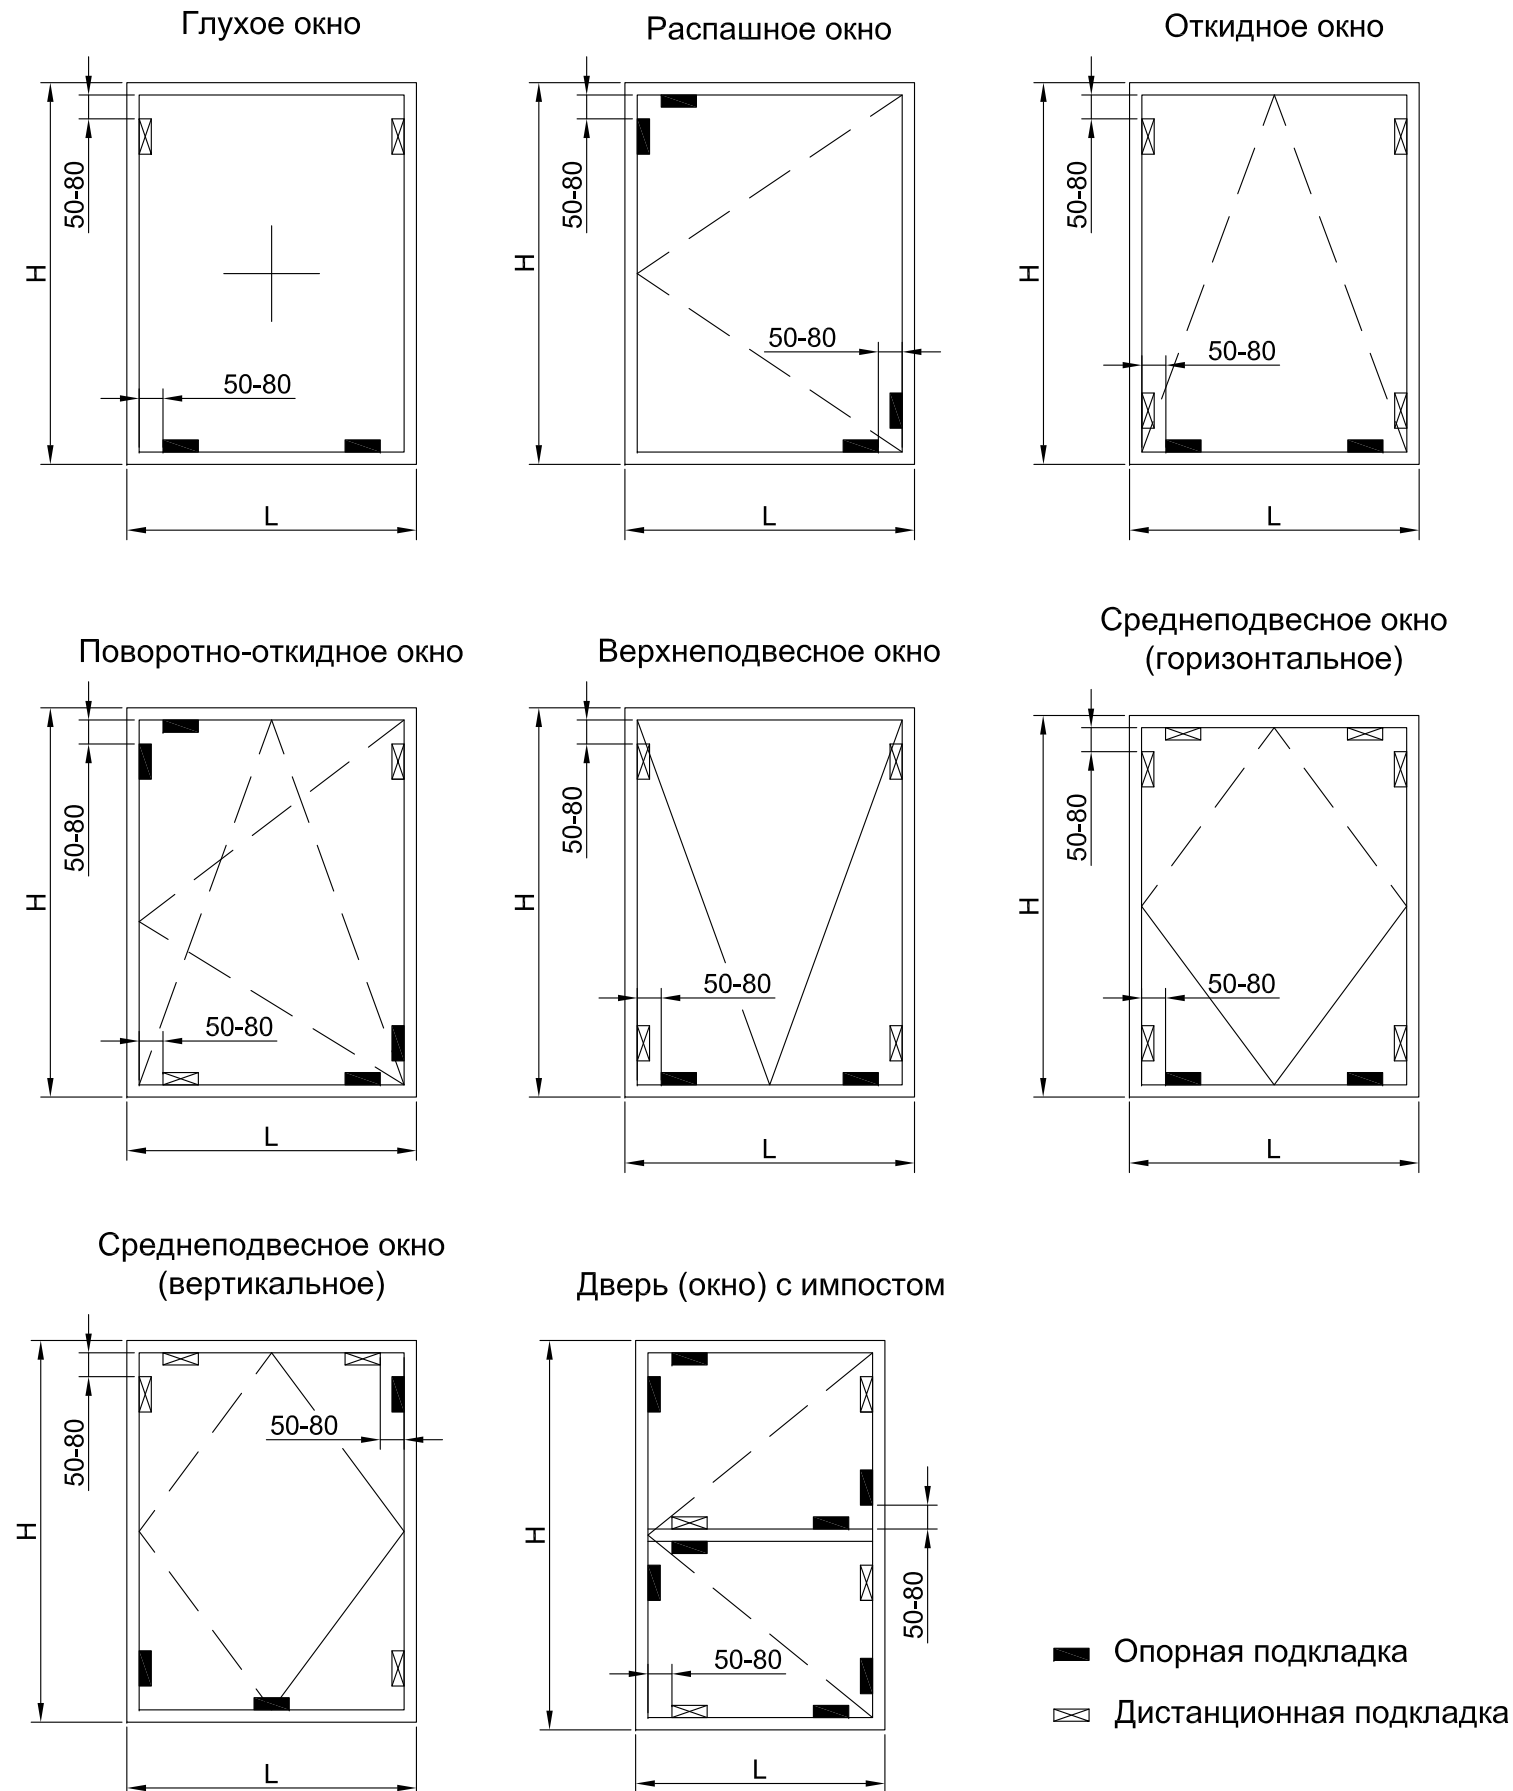 Глухое окно
Распашное окно
Откидное окно
50-80
50-80
50-80
H
H
H
50-80
50-80
50-80
L
L
L
Среднеподвесное окно
(горизонтальное)
Поворотно-откидное окно
Верхнеподвесное окно
50-80
50-80
50-80
H
H
H
50-80
50-80
50-80
L
L
L
Среднеподвесное окно
(вертикальное)
Дверь (окно) с импостом
50-80
50-80
H
H
50-80
50-80
L
L
Опорная подкладка
Дистанционная подкладка